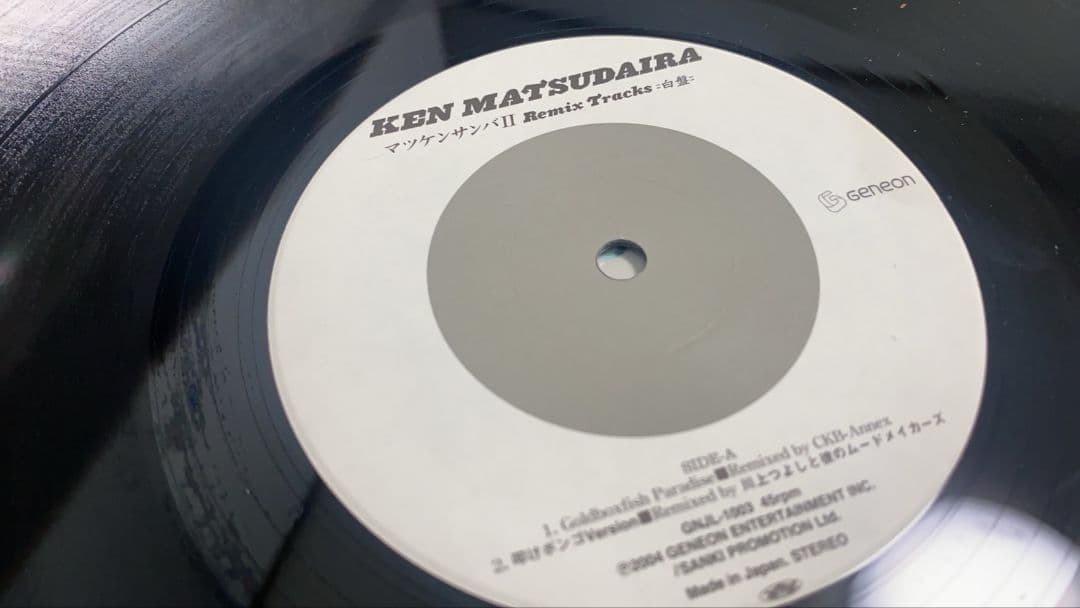 KEN MATSUDAIRA
マツケンサンバII Remix Tracks :白盤:
Geneon
SIDE-A
1. Goldboxfish Paradise■Remixed by CKB-Annex
2. 叩けボンゴVersion■Remixed by 川上つよしと彼のムードメイカーズ
GNJL-1003 45rpm
℗2004 GENEON ENTERTAINMENT INC.
/SANKI PROMOTION Ltd.
Made in Japan. STEREO